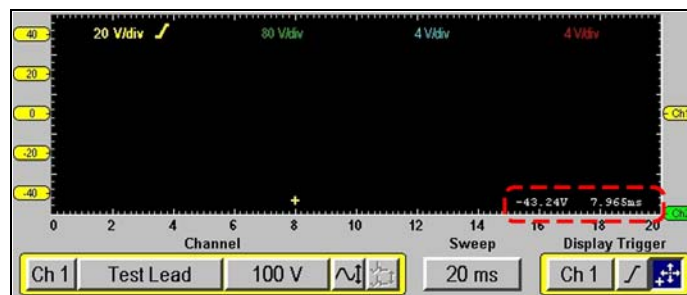 40 20 V/div 80 V/div 4 V/div 4 V/div
20
0 Ch1
-20
-40 -43.24V 7.965ms
0 2 4 6 8 10 12 14 16 18 20
Channel Sweep Display Trigger
Ch 1 Test Lead 100 V 20 ms Ch 1